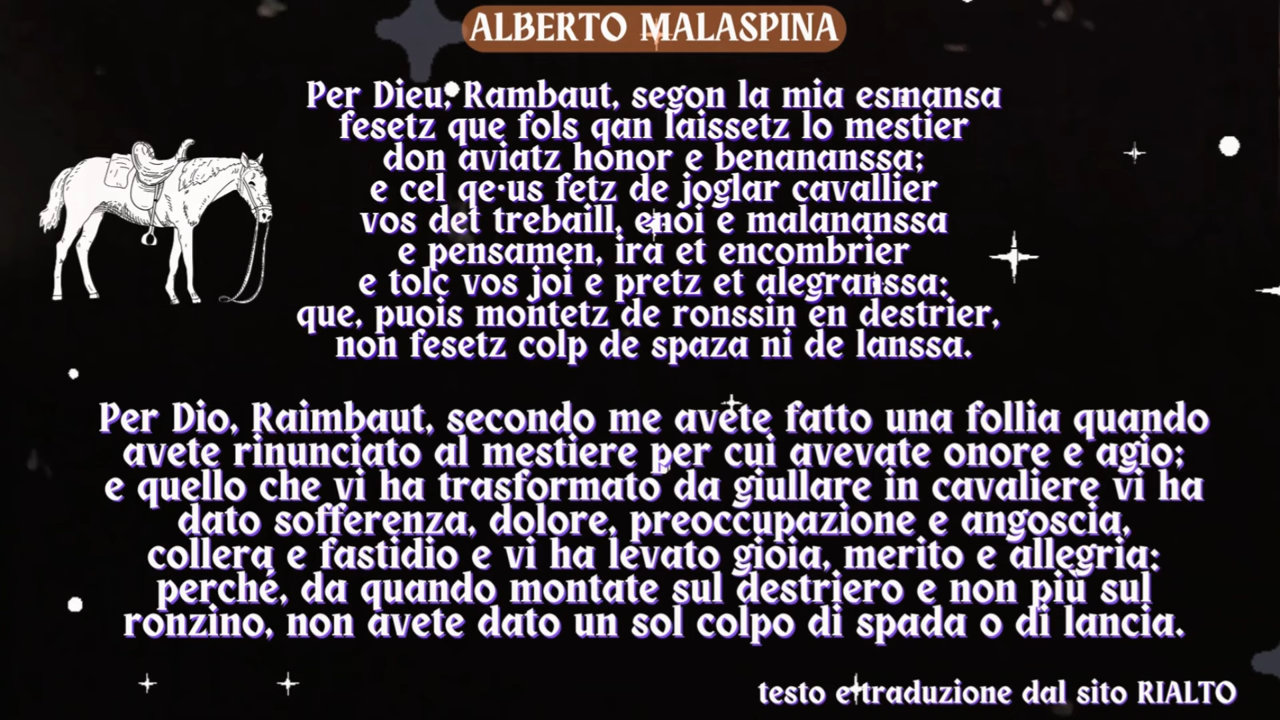 ALBERTO MALASPINA
Per Dieu, Rambaut, segon la mia esmansa
fesetz que fols qan laissetz lo mestier
don aviatz honor e benananssa;
e cel qe·us fetz de joglar cavallier
vos det trebaill, enoi e malananssa
e pensamen, ira et encombrier
e tolc vos joi e pretz et alegranssa:
que, puois montetz de ronssin en destrier,
non fesetz colp de spaza ni de lanssa.
Per Dio, Raimbaut, secondo me avete fatto una follia quando
avete rinunciato al mestiere per cui avevate onore e agio;
e quello che vi ha trasformato da giullare in cavaliere vi ha
dato sofferenza, dolore, preoccupazione e angoscia,
collera e fastidio e vi ha levato gioia, merito e allegria:
perché, da quando montate sul destriero e non più sul
ronzino, non avete dato un sol colpo di spada o di lancia.
testo e traduzione dal sito RIALTO